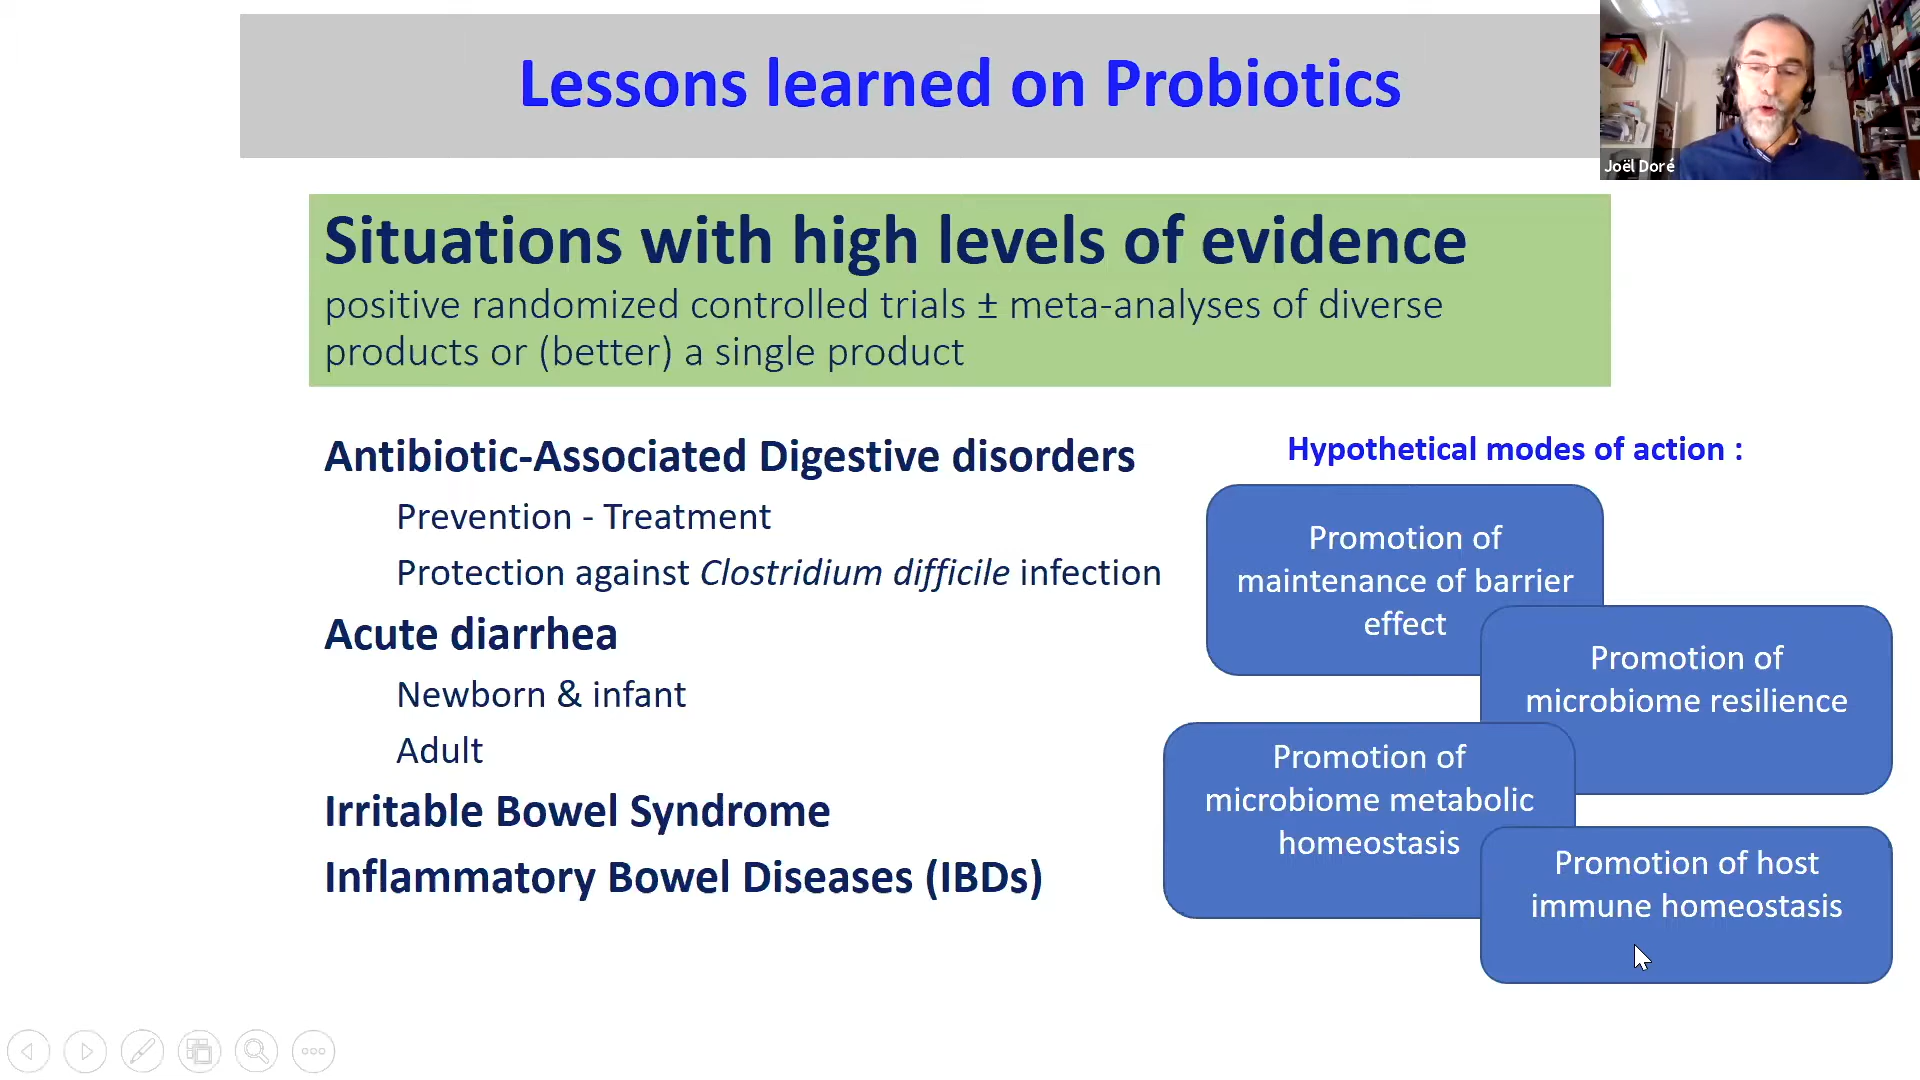 Lessons learned on Probiotics
Joël Doré
Situations with high levels of evidence
positive randomized controlled trials ± meta-analyses of diverse
products or (better) a single product
Antibiotic-Associated Digestive disorders
Prevention - Treatment
Protection against Clostridium difficile infection
Acute diarrhea
Newborn & infant
Adult
Irritable Bowel Syndrome
Inflammatory Bowel Diseases (IBDs)
Hypothetical modes of action :
Promotion of
maintenance of barrier
effect
Promotion of
microbiome resilience
Promotion of
microbiome metabolic
homeostasis
Promotion of host
immune homeostasis